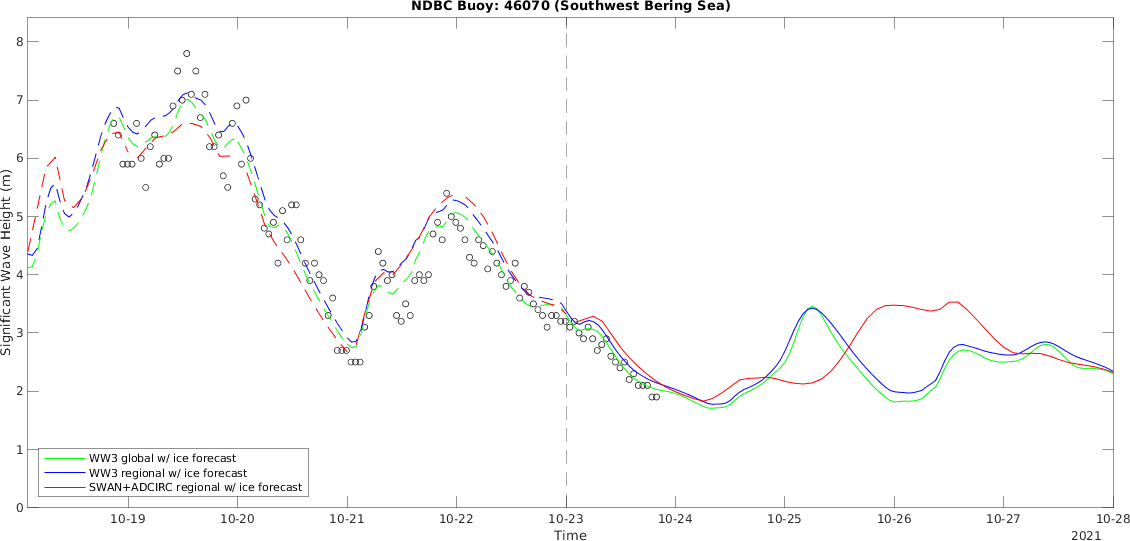 NDBC Buoy: 46070 (Southwest Bering Sea)
Significant Wave Height (m)
8
7
6
5
4
3
2
1
0
WW3 global w/ ice forecast
WW3 regional w/ ice forecast
SWAN+ADCIRC regional w/ ice forecast
10-19 10-20 10-21 10-22 10-23 10-24 10-25 10-26 10-27 10-28
Time
2021